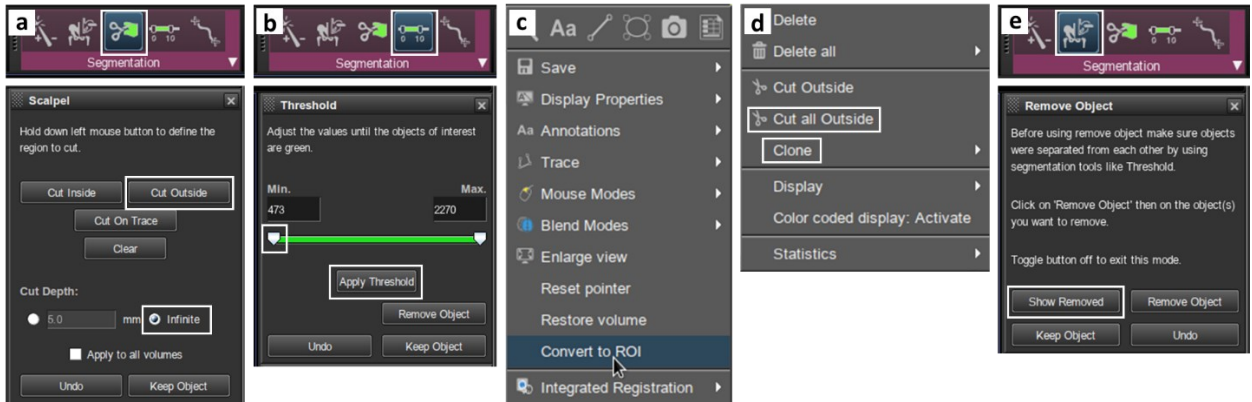 a
0 10
Segmentation
Scalpel
Hold down left mouse button to define the
region to cut.
Cut Inside
Cut Outside
Cut On Trace
Clear
Cut Depth:
5.0
mm
Infinite
Apply to all volumes
Undo
Keep Object
b
0 10
Segmentation
Threshold
Adjust the values until the objects of interest
are green.
Min.
Max.
473
2270
Apply Threshold
Remove Object
Undo
Keep Object
c
Aa
Save
Display Properties
Aa Annotations
Trace
Mouse Modes
Blend Modes
Enlarge view
Reset pointer
Restore volume
Convert to ROI
Integrated Registration
d
Delete
Delete all
Cut Outside
Cut all Outside
Clone
Display
Color coded display: Activate
Statistics
e
0 10
Segmentation
Remove Object
Before using remove object make sure objects
were separated from each other by using
segmentation tools like Threshold.
Click on 'Remove Object' then on the object(s)
you want to remove.
Toggle button off to exit this mode.
Show Removed
Remove Object
Keep Object
Undo